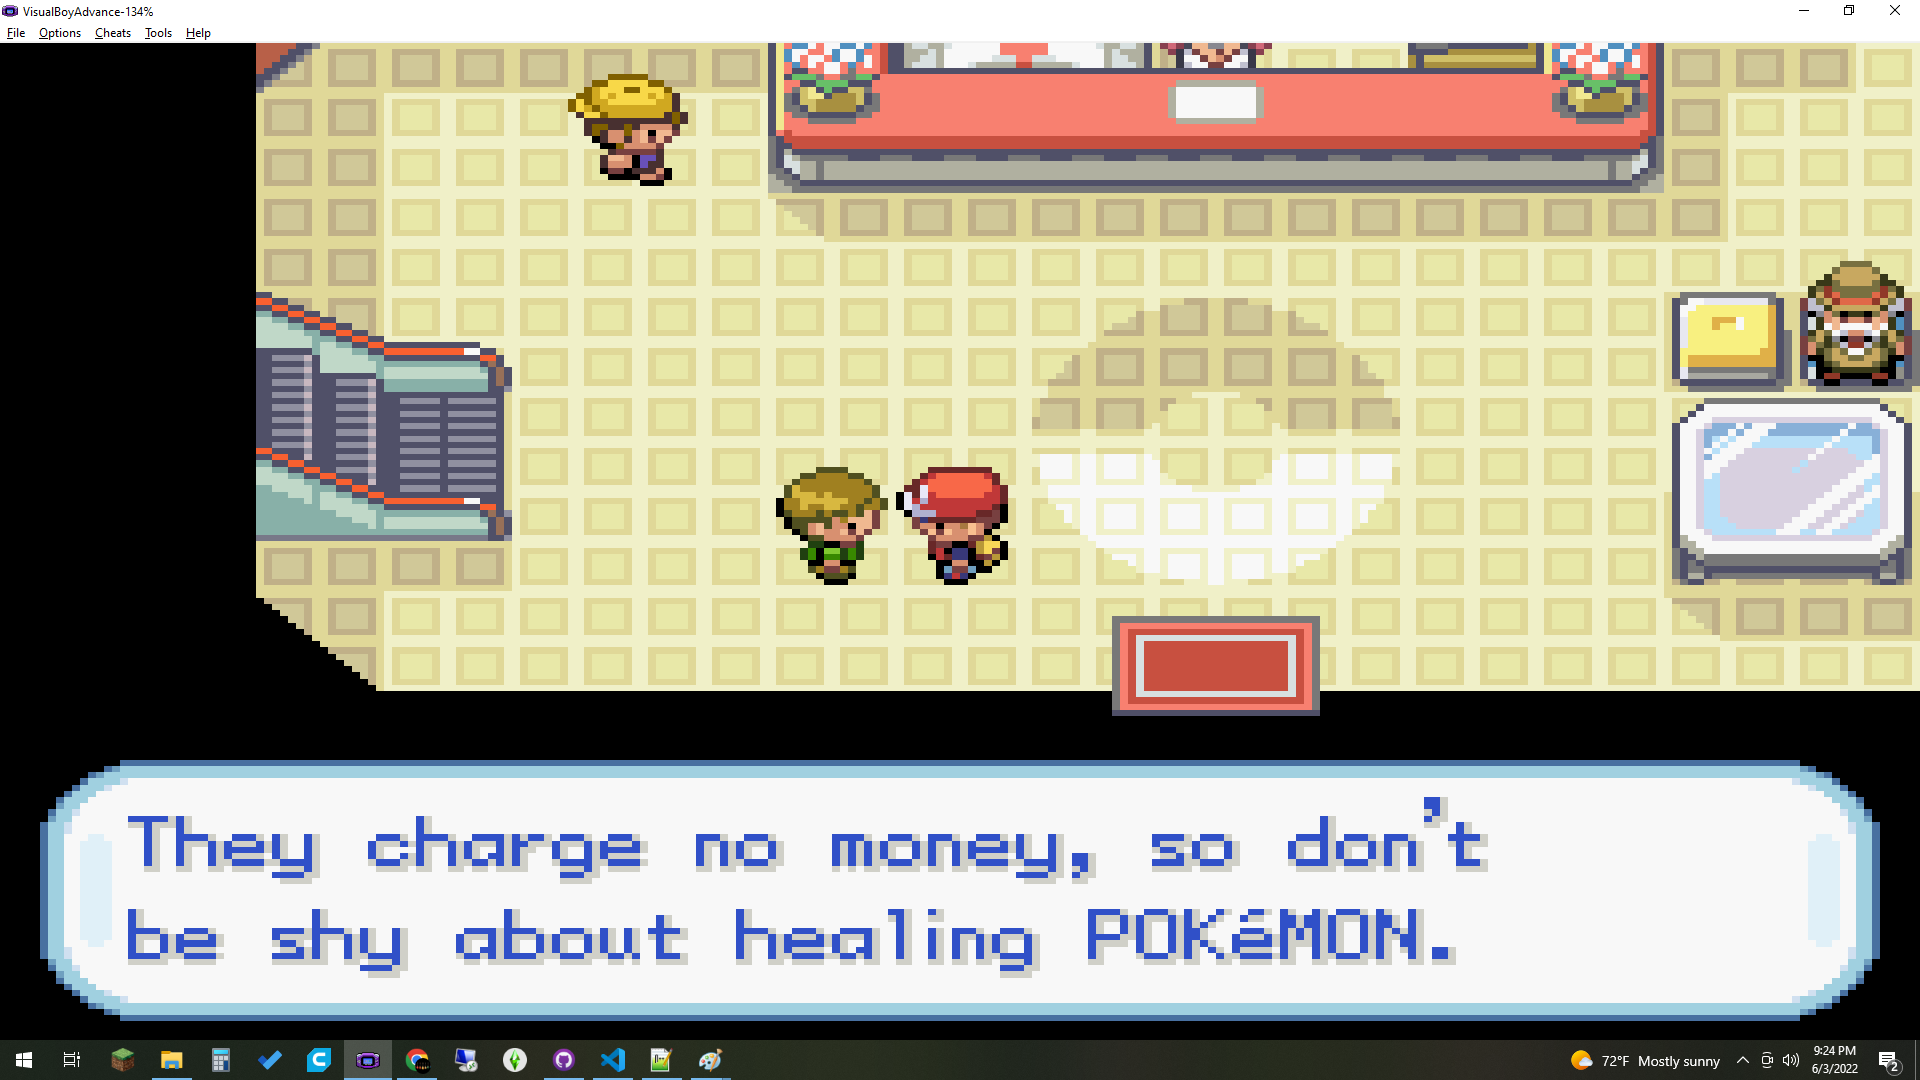 VisualBoyAdvance-134%
File Options Cheats Tools Help
They charge no money, so don't
be shy about healing POKéMON.
72°F Mostly sunny
9:24 PM
6/3/2022
2